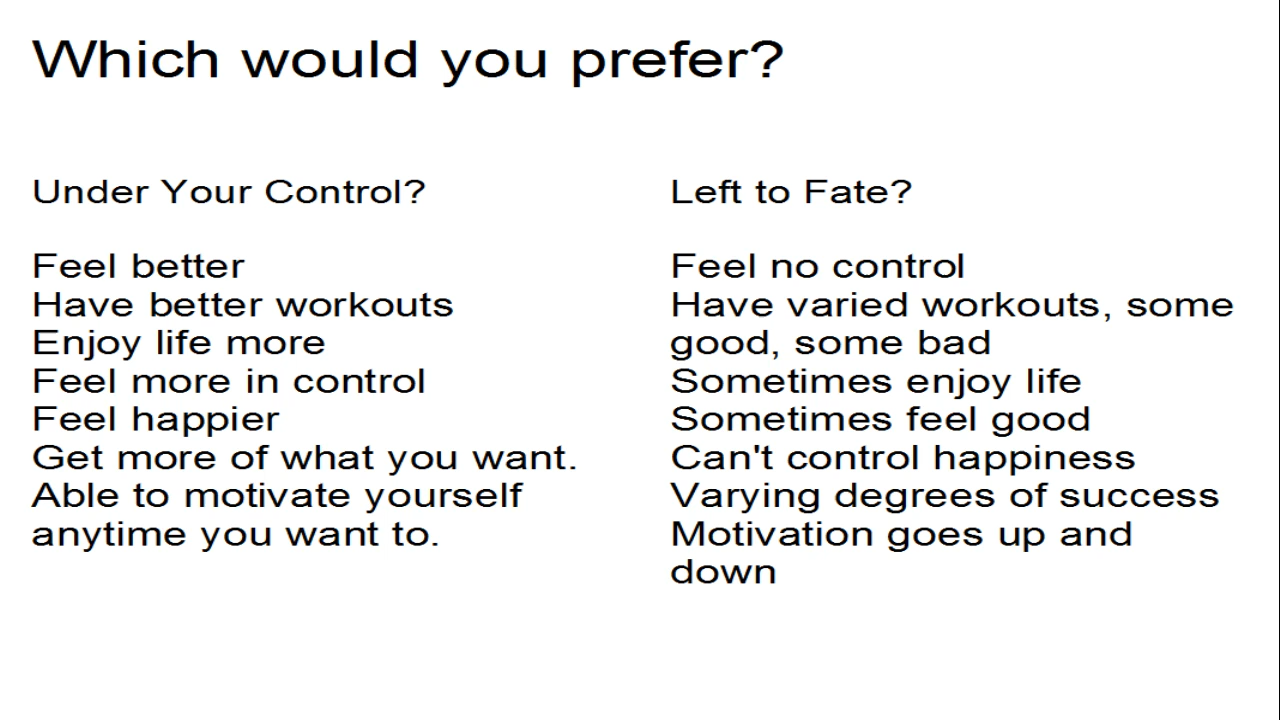 Which would you prefer?
Under Your Control?
Feel better
Have better workouts
Enjoy life more
Feel more in control
Feel happier
Get more of what you want.
Able to motivate yourself
anytime you want to.
Left to Fate?
Feel no control
Have varied workouts, some
good, some bad
Sometimes enjoy life
Sometimes feel good
Can't control happiness
Varying degrees of success
Motivation goes up and
down